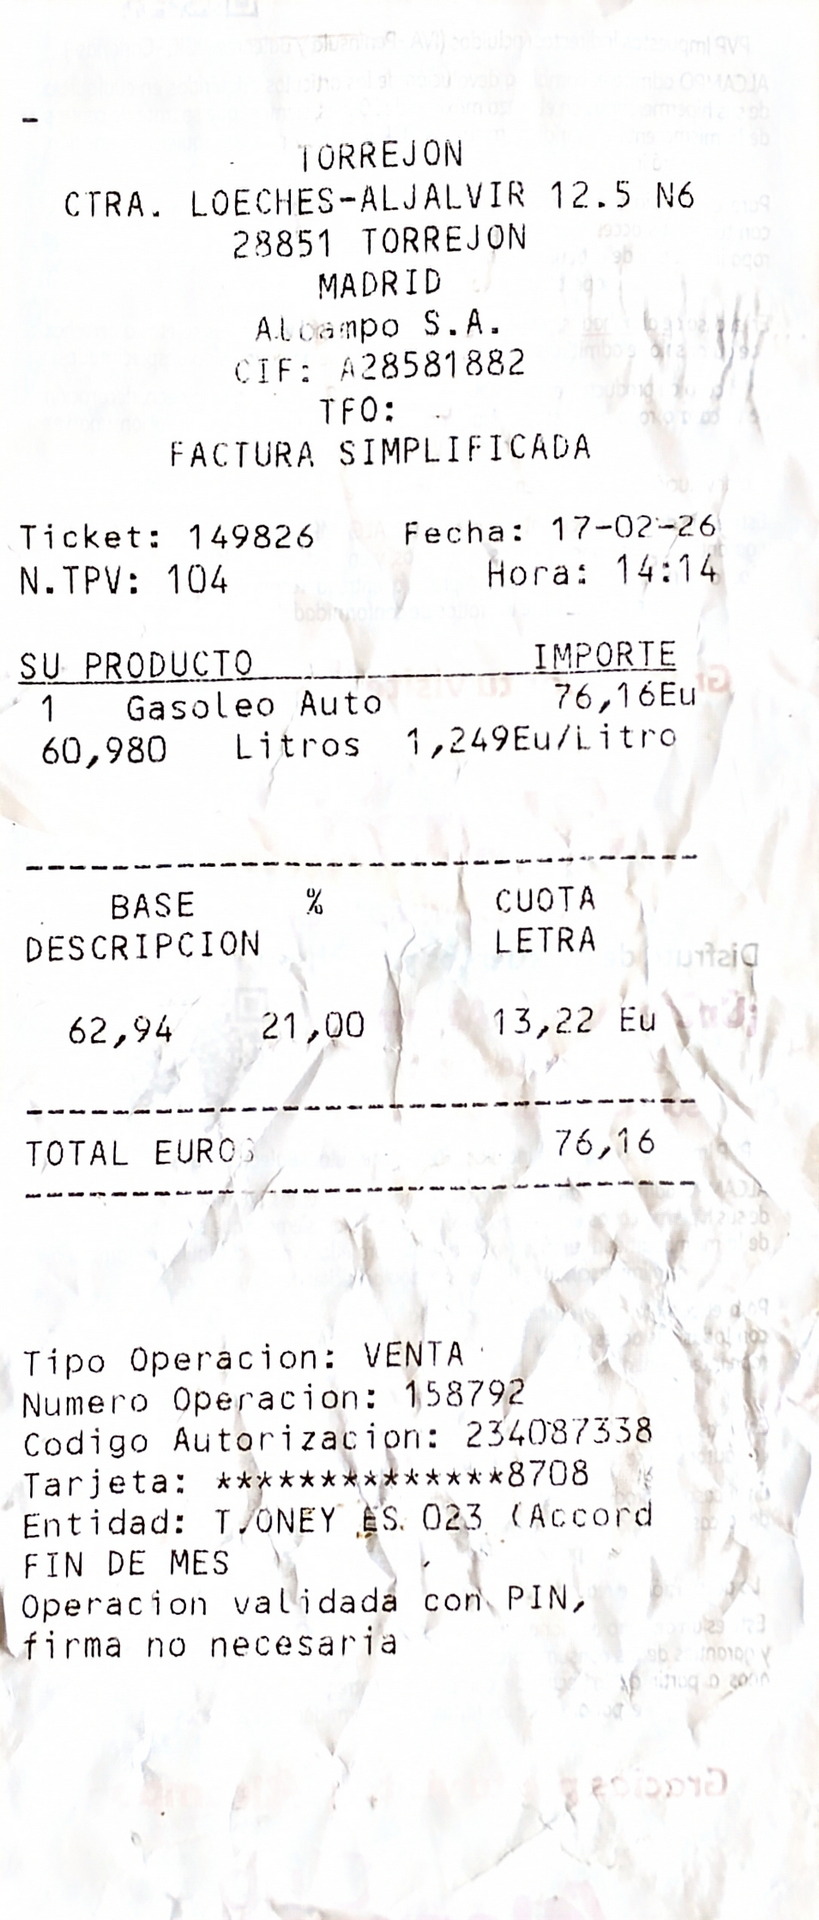 TORREJON
CTRA. LOECHES-ALJALVIR 12.5 N6
28851 TORREJON
MADRID
Alcampo S.A.
CIF: A28581882
TFO:
FACTURA SIMPLIFICADA
Ticket: 149826 Fecha: 17-02-26
N.TPV: 104 Hora: 14:14
SU PRODUCTO IMPORTE
1 Gasoleo Auto 76,16Eu
60,980 Litros 1,249Eu/Litro
BASE % CUOTA
DESCRIPCION LETRA
62,94 21,00 13,22 Eu
TOTAL EUROS 76,16
Tipo Operacion: VENTA
Numero Operacion: 158792
Codigo Autorizacion: 234087338
Tarjeta: **************8708
Entidad: T.ONEY ES 023 (Accord
FIN DE MES
Operacion validada con PIN,
firma no necesaria